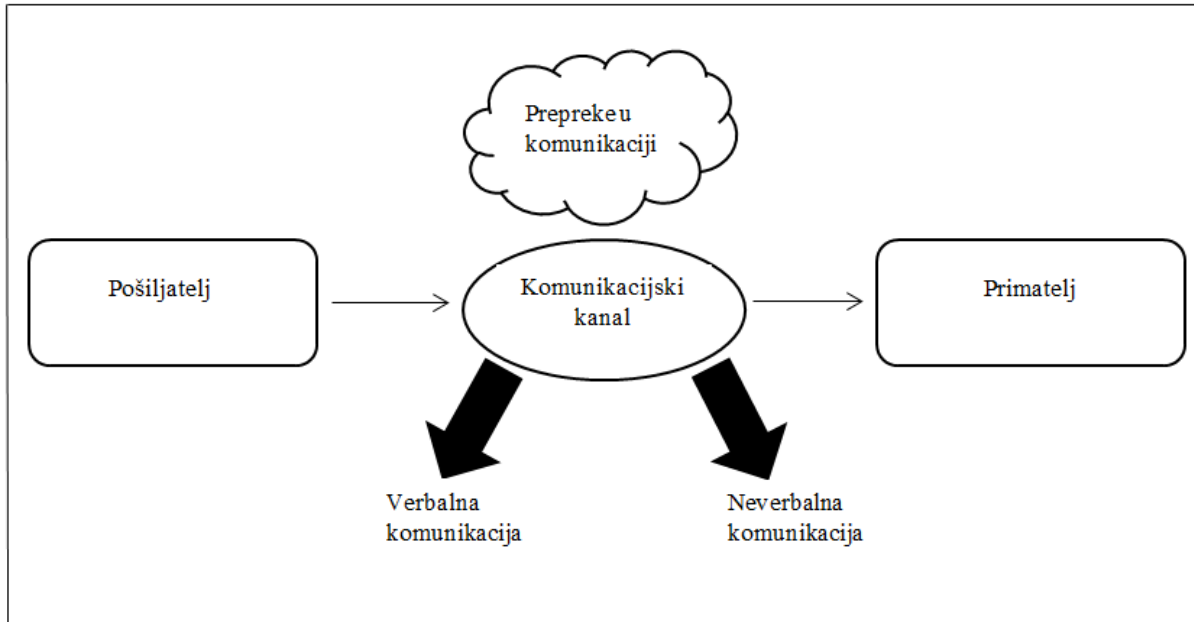 Prepreke u
komunikaciji
Pošiljatelj
Komunikacijski
kanal
Primatelj
Verbalna
komunikacija
Neverbalna
komunikacija